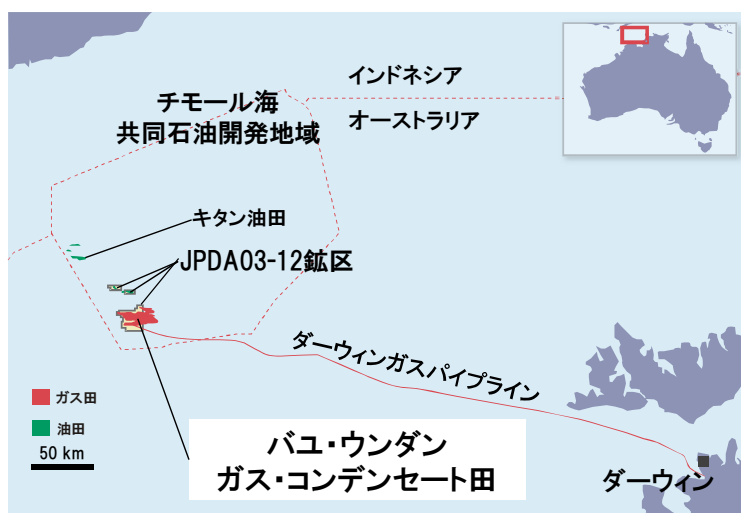 インドネシア
チモール海
共同石油開発地域
オーストラリア
キタン油田
JPDA03-12鉱区
ダーウィンガスパイプライン
ガス田
油田
50 km
バユ・ウンダン
ガス・コンデンセート田
ダーウィン